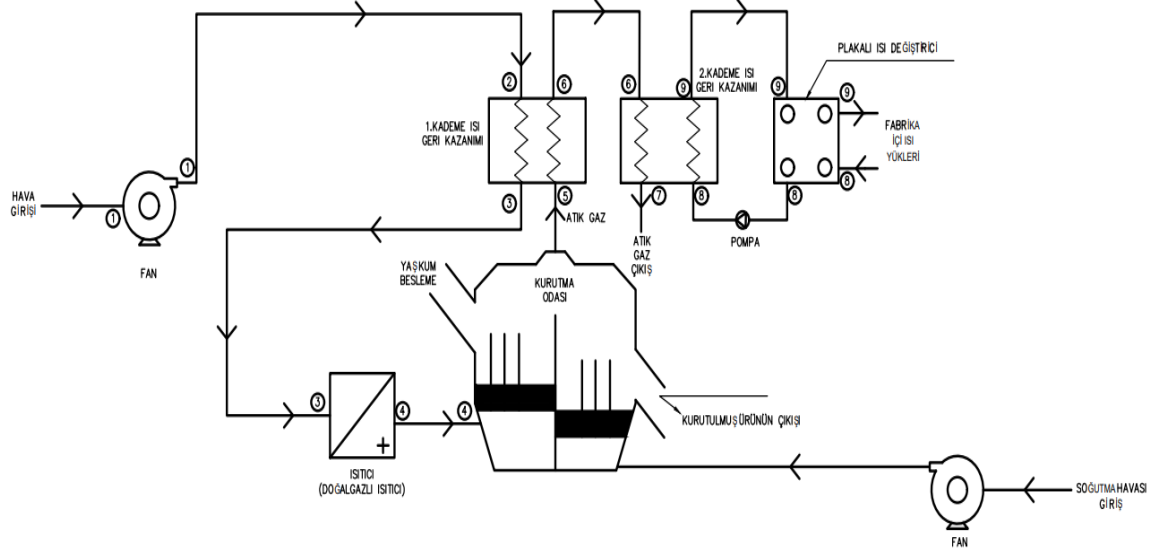 HAVA
GİRİŞİ
1
1
FAN
2
6
1.KADEME ISI
GERİ KAZANIMI
3
5
ATIK GAZ
6
9
2.KADEME ISI
GERİ KAZANIMI
7
8
ATIK
GAZ
ÇIKIŞ
POMPA
PLAKALI ISI DEĞİŞTİRİCİ
9
9
FABRİKA
İÇİ ISI
YÜKLERİ
8
8
YAŞKUM
BESLEME
KURUTMA
ODASI
3
4
4
ISITICI
(DOĞALGAZLI ISITICI)
KURUTULMUŞ ÜRÜNÜN ÇIKIŞI
SOĞUTMAHAVASI
GİRİŞ
FAN